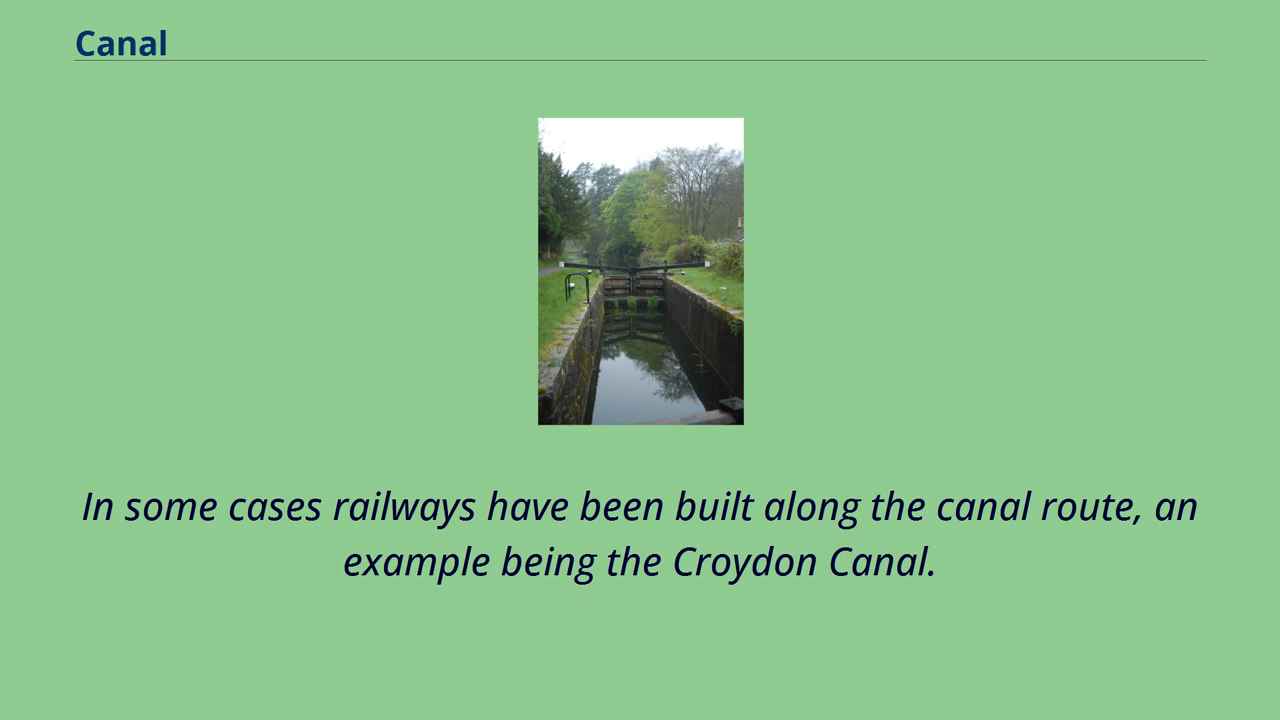 Canal
In some cases railways have been built along the canal route, an
example being the Croydon Canal.